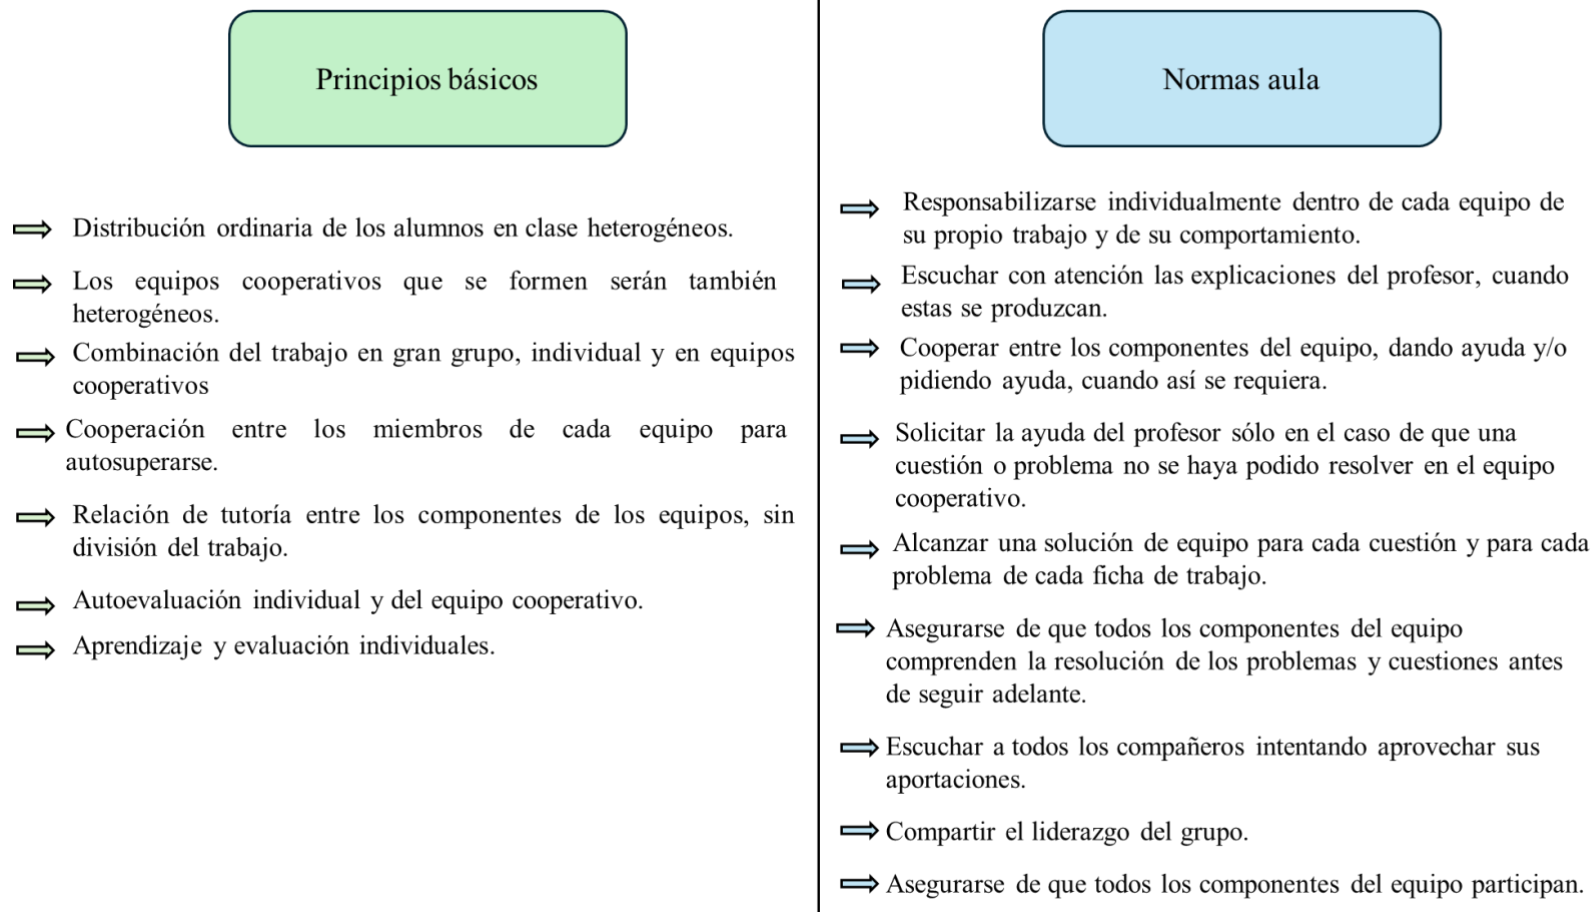 Principios básicos
Distribución ordinaria de los alumnos en clase heterogéneos.
Los equipos cooperativos que se formen serán también
heterogéneos.
Combinación del trabajo en gran grupo, individual y en equipos
cooperativos
Cooperación entre los miembros de cada equipo para
autosuperarse.
Relación de tutoría entre los componentes de los equipos, sin
división del trabajo.
Autoevaluación individual y del equipo cooperativo.
Aprendizaje y evaluación individuales.
Normas aula
Responsabilizarse individualmente dentro de cada equipo de
su propio trabajo y de su comportamiento.
Escuchar con atención las explicaciones del profesor, cuando
estas se produzcan.
Cooperar entre los componentes del equipo, dando ayuda y/o
pidiendo ayuda, cuando así se requiera.
Solicitar la ayuda del profesor sólo en el caso de que una
cuestión o problema no se haya podido resolver en el equipo
cooperativo.
Alcanzar una solución de equipo para cada cuestión y para cada
problema de cada ficha de trabajo.
Asegurarse de que todos los componentes del equipo
comprenden la resolución de los problemas y cuestiones antes
de seguir adelante.
Escuchar a todos los compañeros intentando aprovechar sus
aportaciones.
Compartir el liderazgo del grupo.
Asegurarse de que todos los componentes del equipo participan.